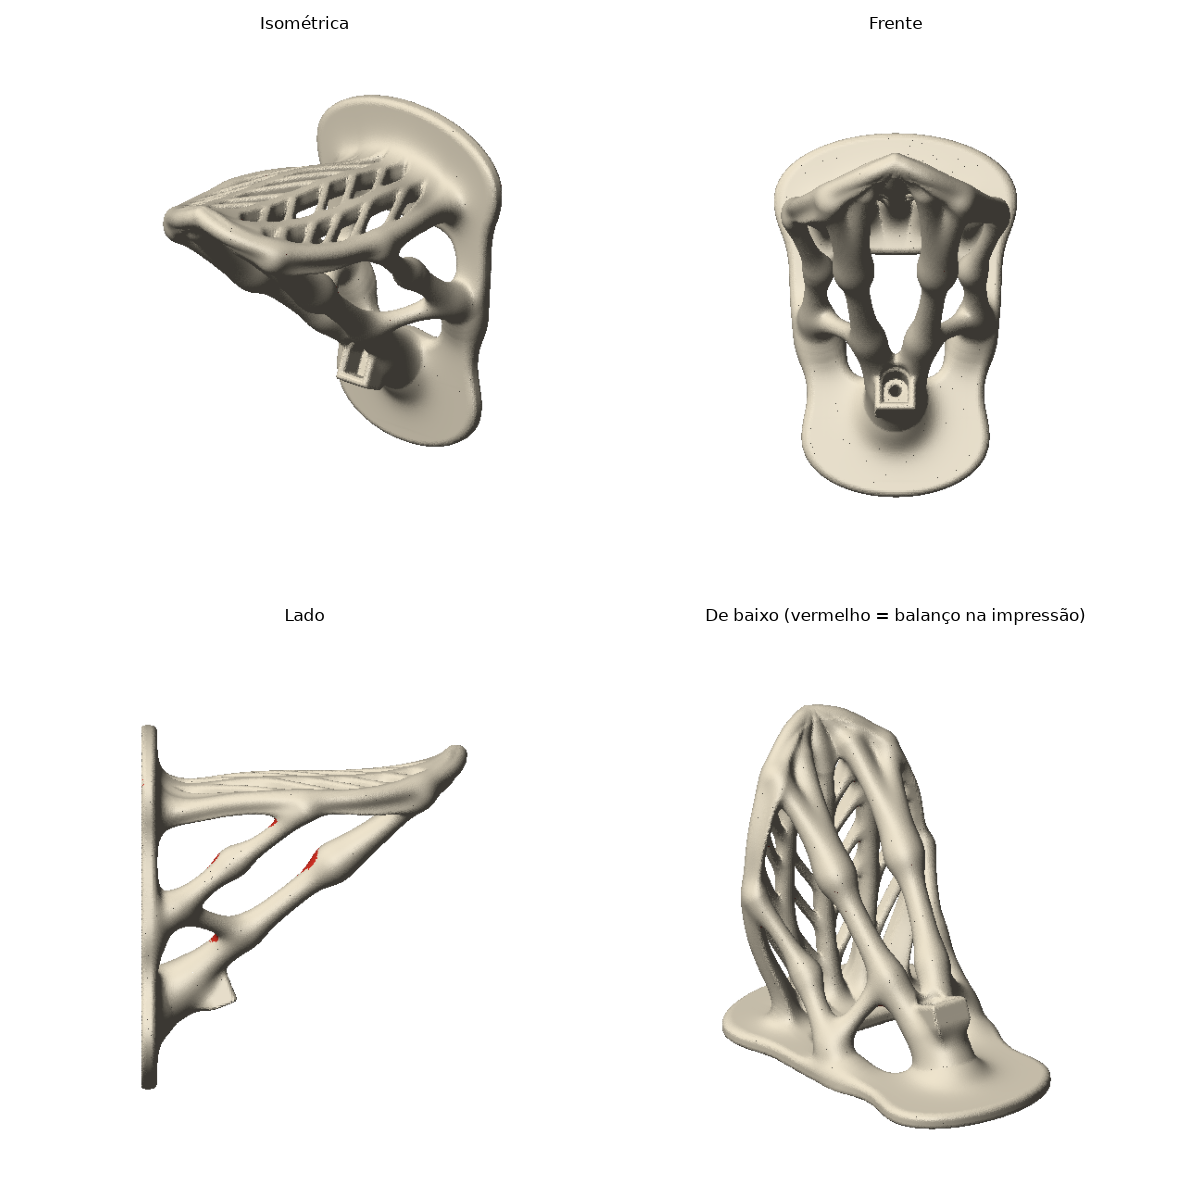 Isométrica
Frente
Lado
De baixo (vermelho = balanço na impressão)